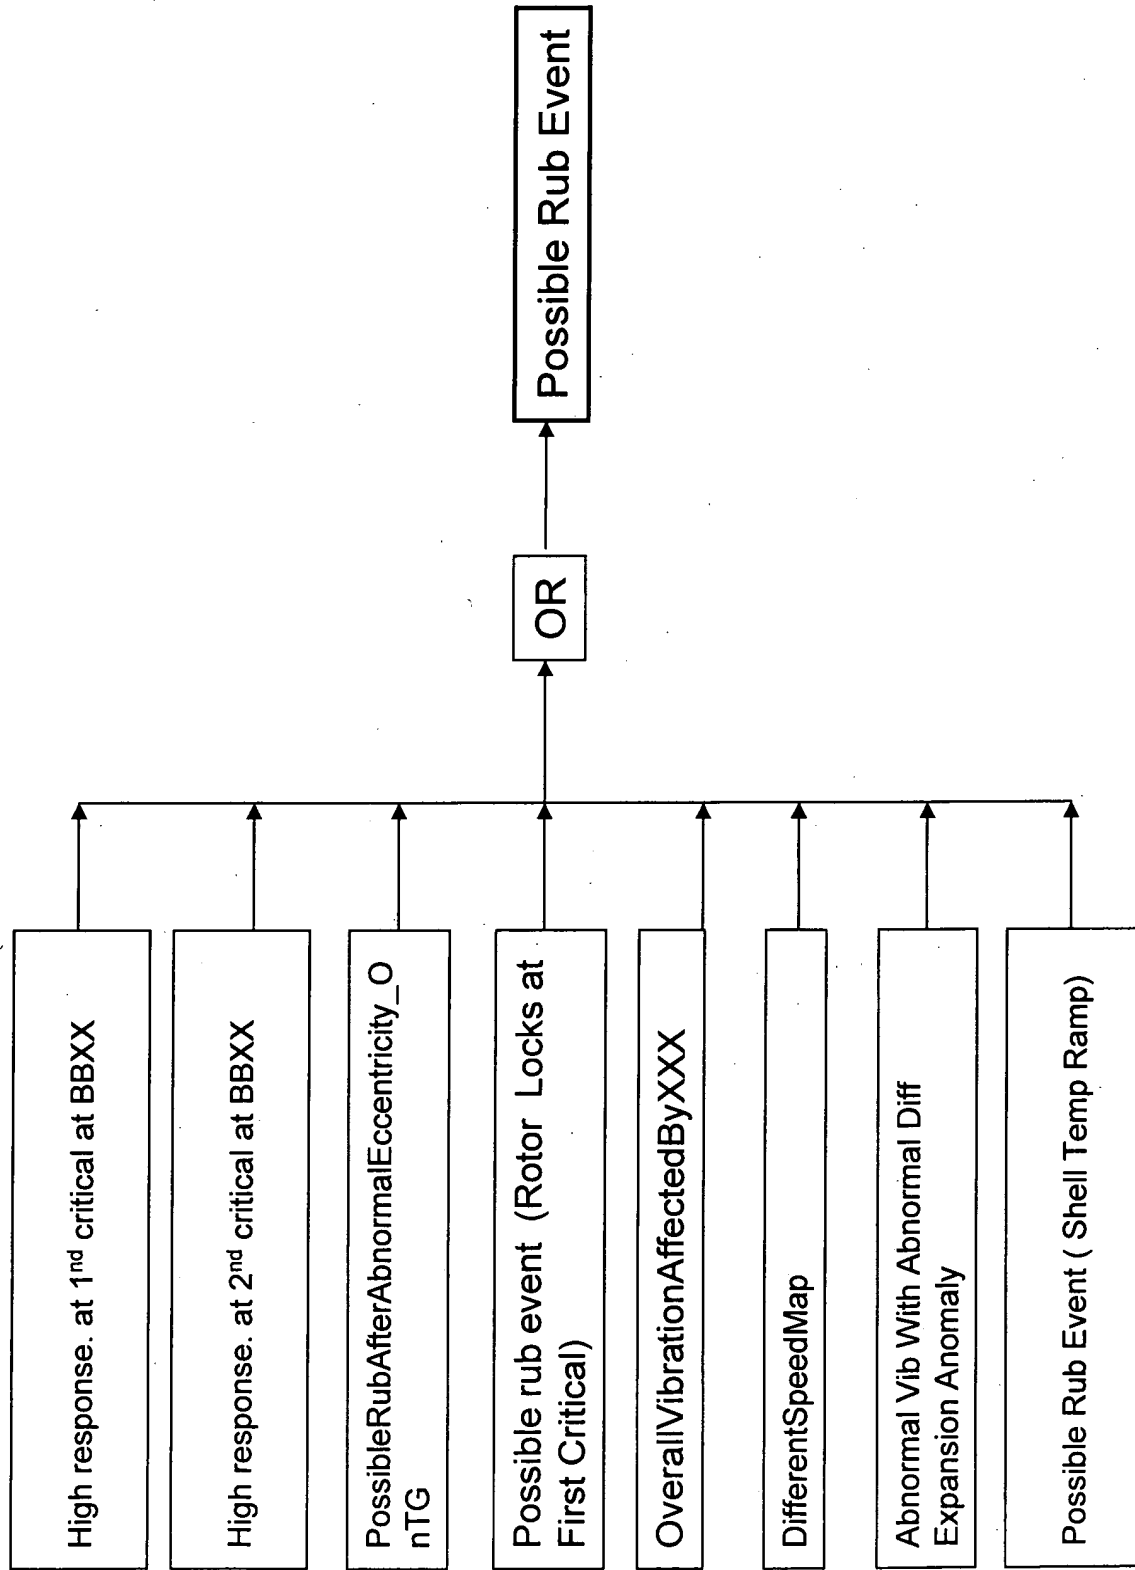 High response. at 1nd critical at BBXX
High response. at 2nd critical at BBXX
PossibleRubAfterAbnormalEccentricity_O
nTG
Possible rub event (Rotor Locks at
First Critical)
OverallVibrationAffectedByXXX
DifferentSpeedMap
Abnormal Vib With Abnormal Diff
Expansion Anomaly
Possible Rub Event ( Shell Temp Ramp)
OR
Possible Rub Event